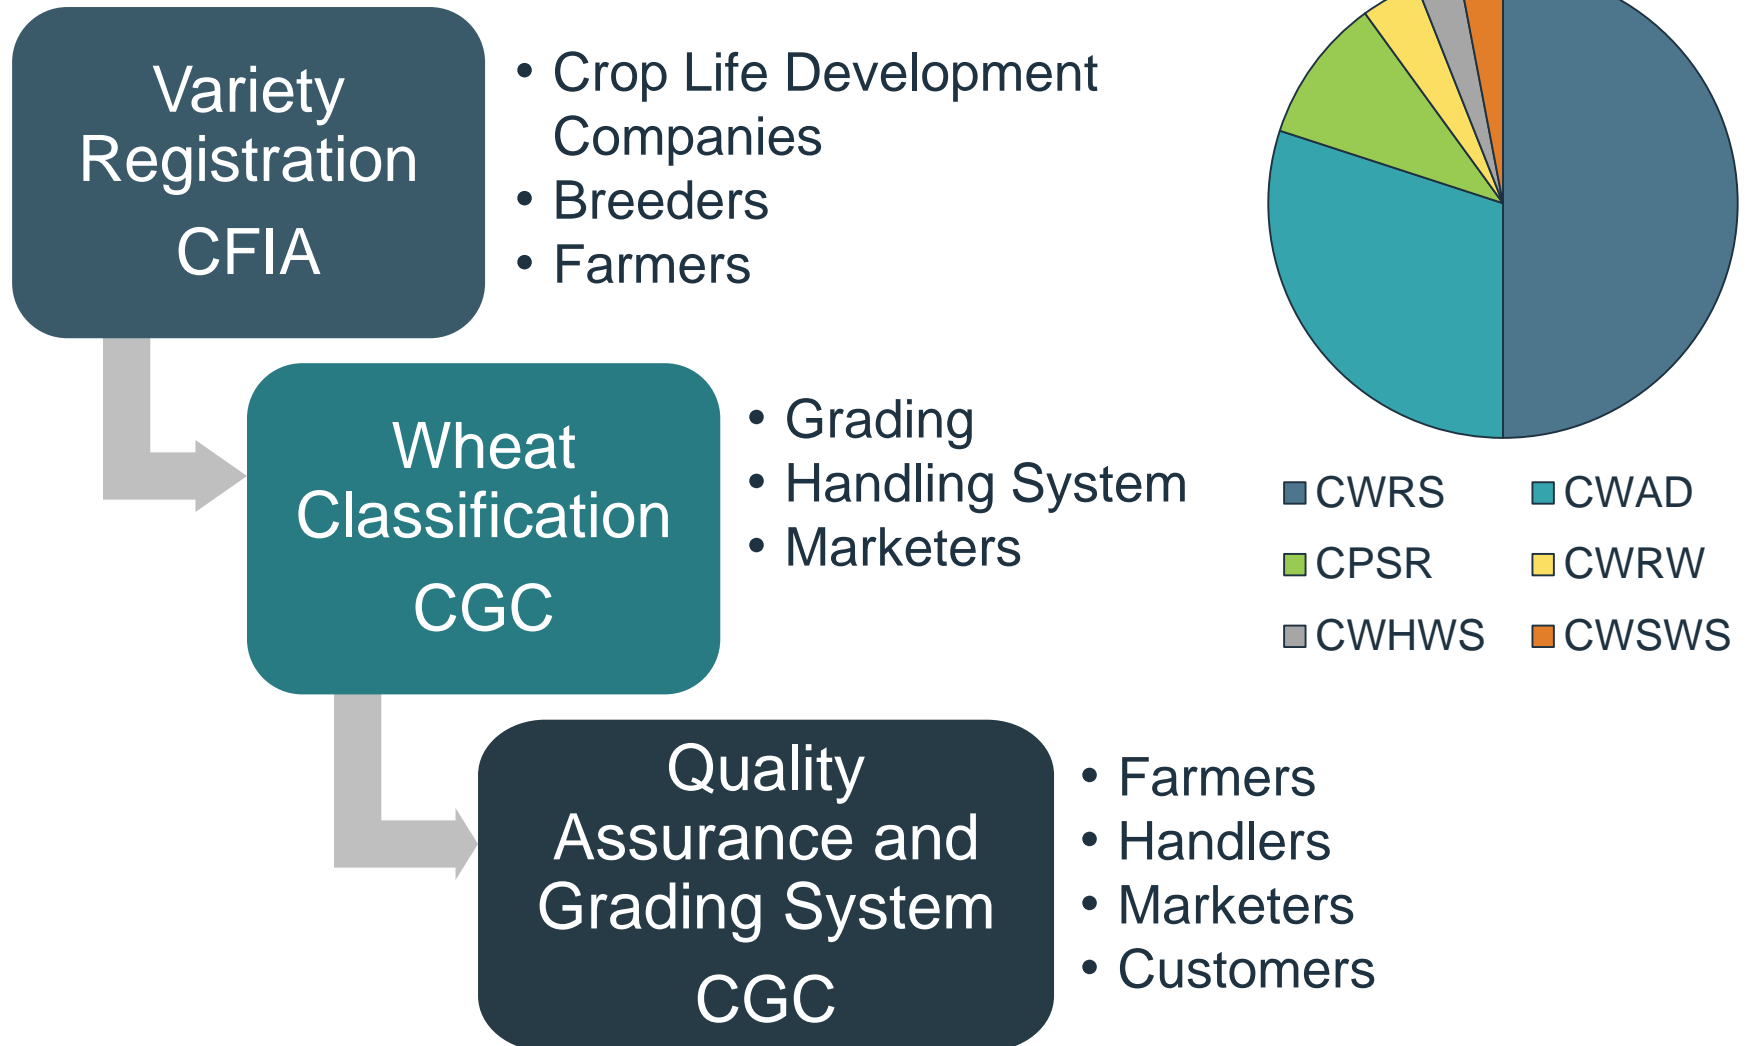 Variety
Registration
CFIA
• Crop Life Development
Companies
• Breeders
• Farmers
Wheat
Classification
CGC
• Grading
• Handling System
• Marketers
CWRS
CWAD
CPSR
CWRW
CWHWS
CWSWS
Quality
Assurance and
Grading System
CGC
• Farmers
• Handlers
• Marketers
• Customers